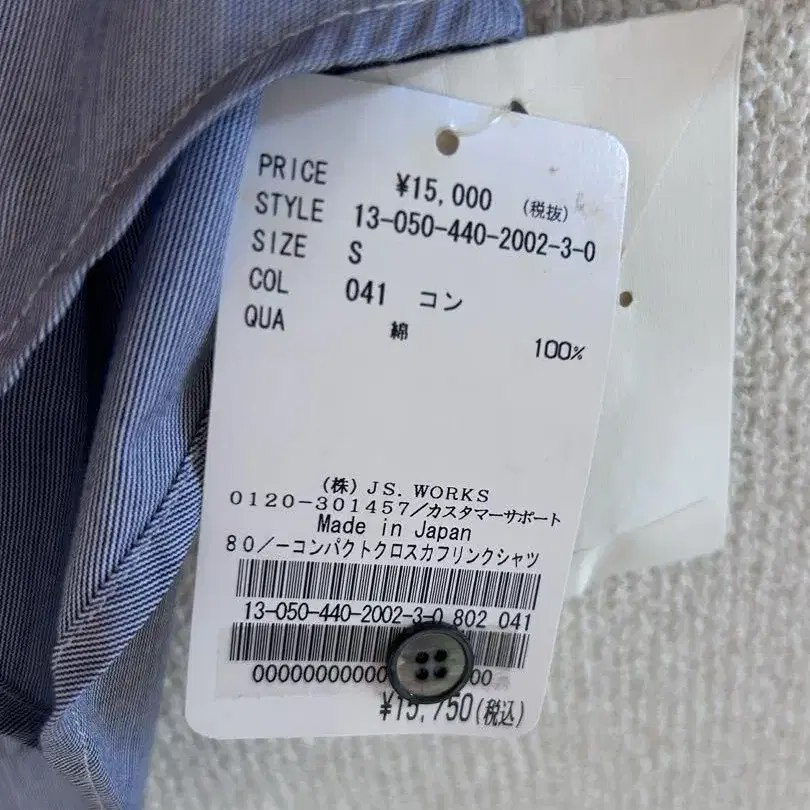 PRICE ¥15,000 (税抜)
STYLE 13-050-440-2002-3-0
SIZE S
COL 041 コン
QUA 綿 100%
(株) JS. WORKS
0120-301457/カスタマーサポート
Made in Japan
80/－コンパクトクロスカフリンクシャツ
13-050-440-2002-3-0 802 041
¥15,750(税込)